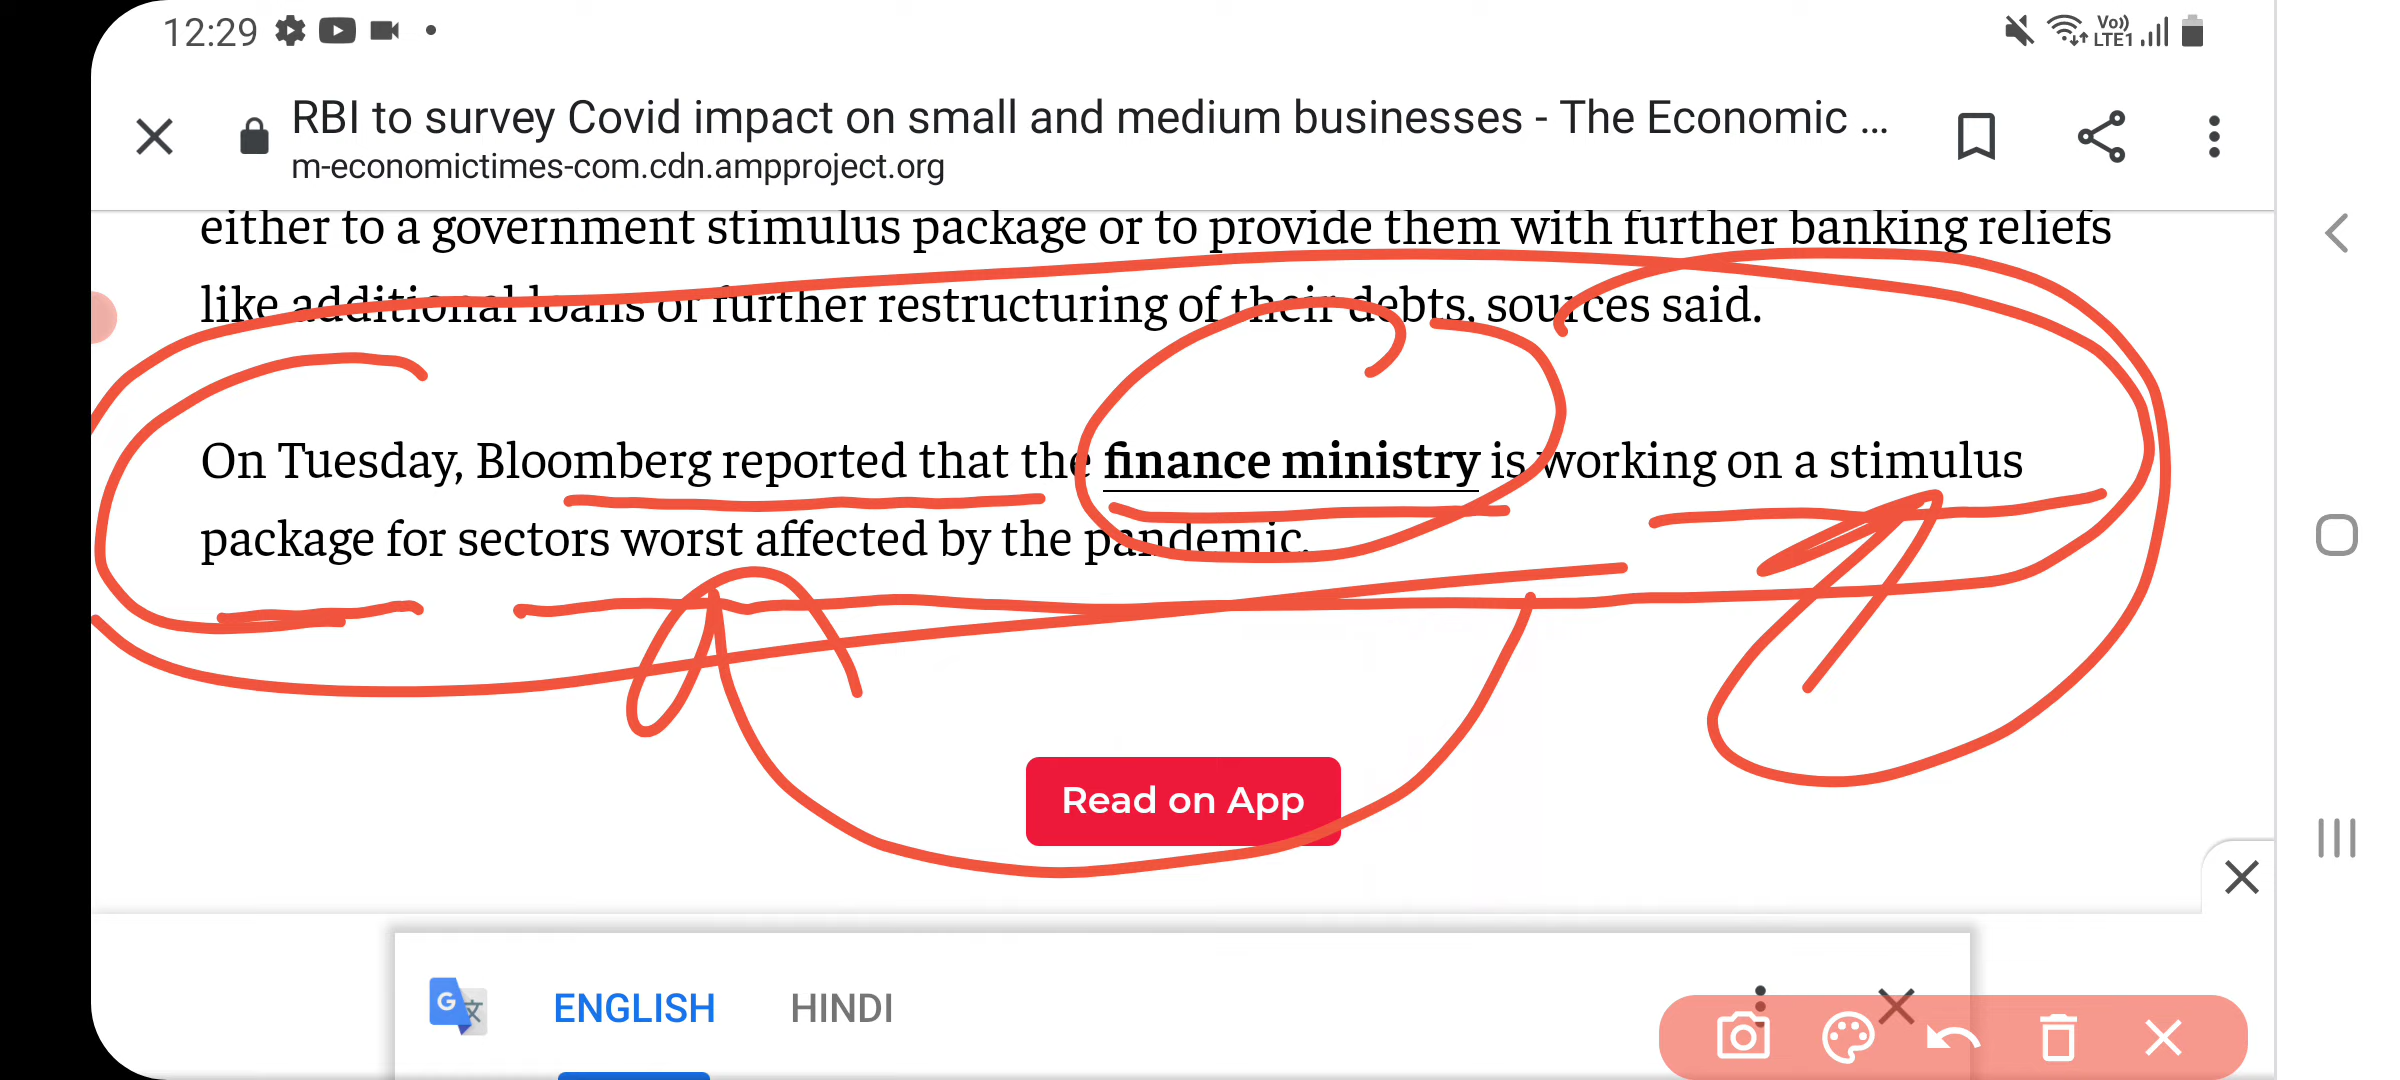 12:29
Vo)) LTE1
RBI to survey Covid impact on small and medium businesses - The Economic ...
m-economictimes-com.cdn.ampproject.org
either to a government stimulus package or to provide them with further banking reliefs
like additional loans or further restructuring of their debts, sources said.
On Tuesday, Bloomberg reported that the finance ministry is working on a stimulus
package for sectors worst affected by the pandemic.
Read on App
G 文 ENGLISH HINDI